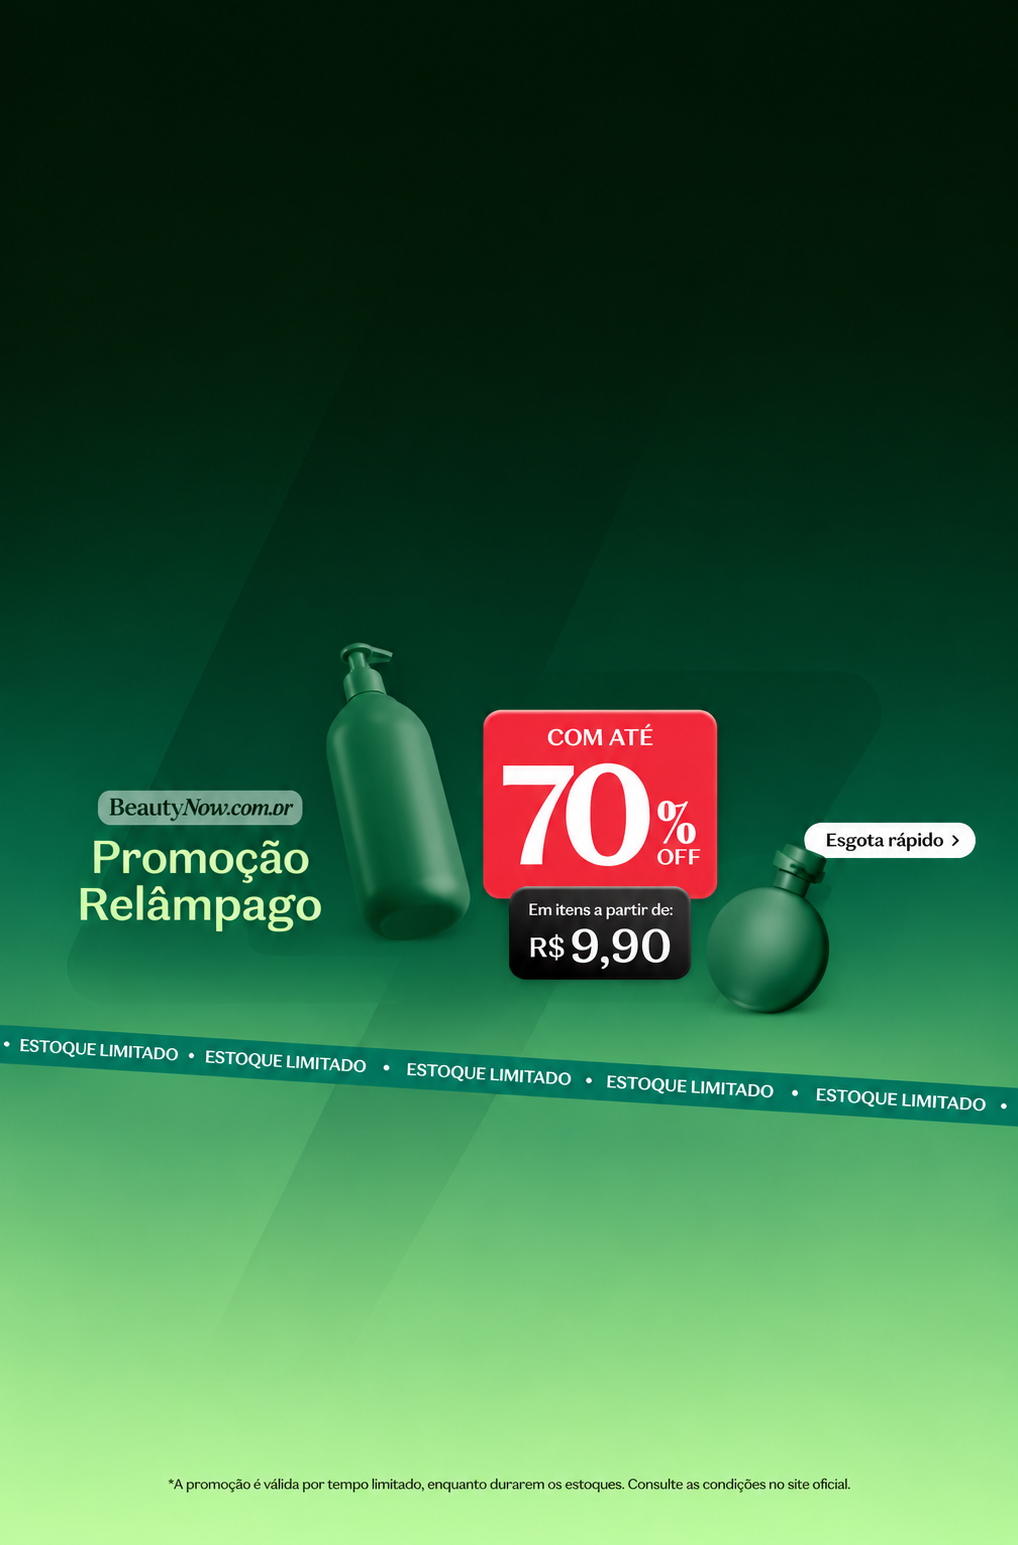 BeautyNow.com.br
Promoção
Relâmpago
COM ATÉ
70%
OFF
Em itens a partir de:
R$ 9,90
Esgota rápido ›
• ESTOQUE LIMITADO • ESTOQUE LIMITADO • ESTOQUE LIMITADO • ESTOQUE LIMITADO • ESTOQUE LIMITADO •
*A promoção é válida por tempo limitado, enquanto durarem os estoques. Consulte as condições no site oficial.